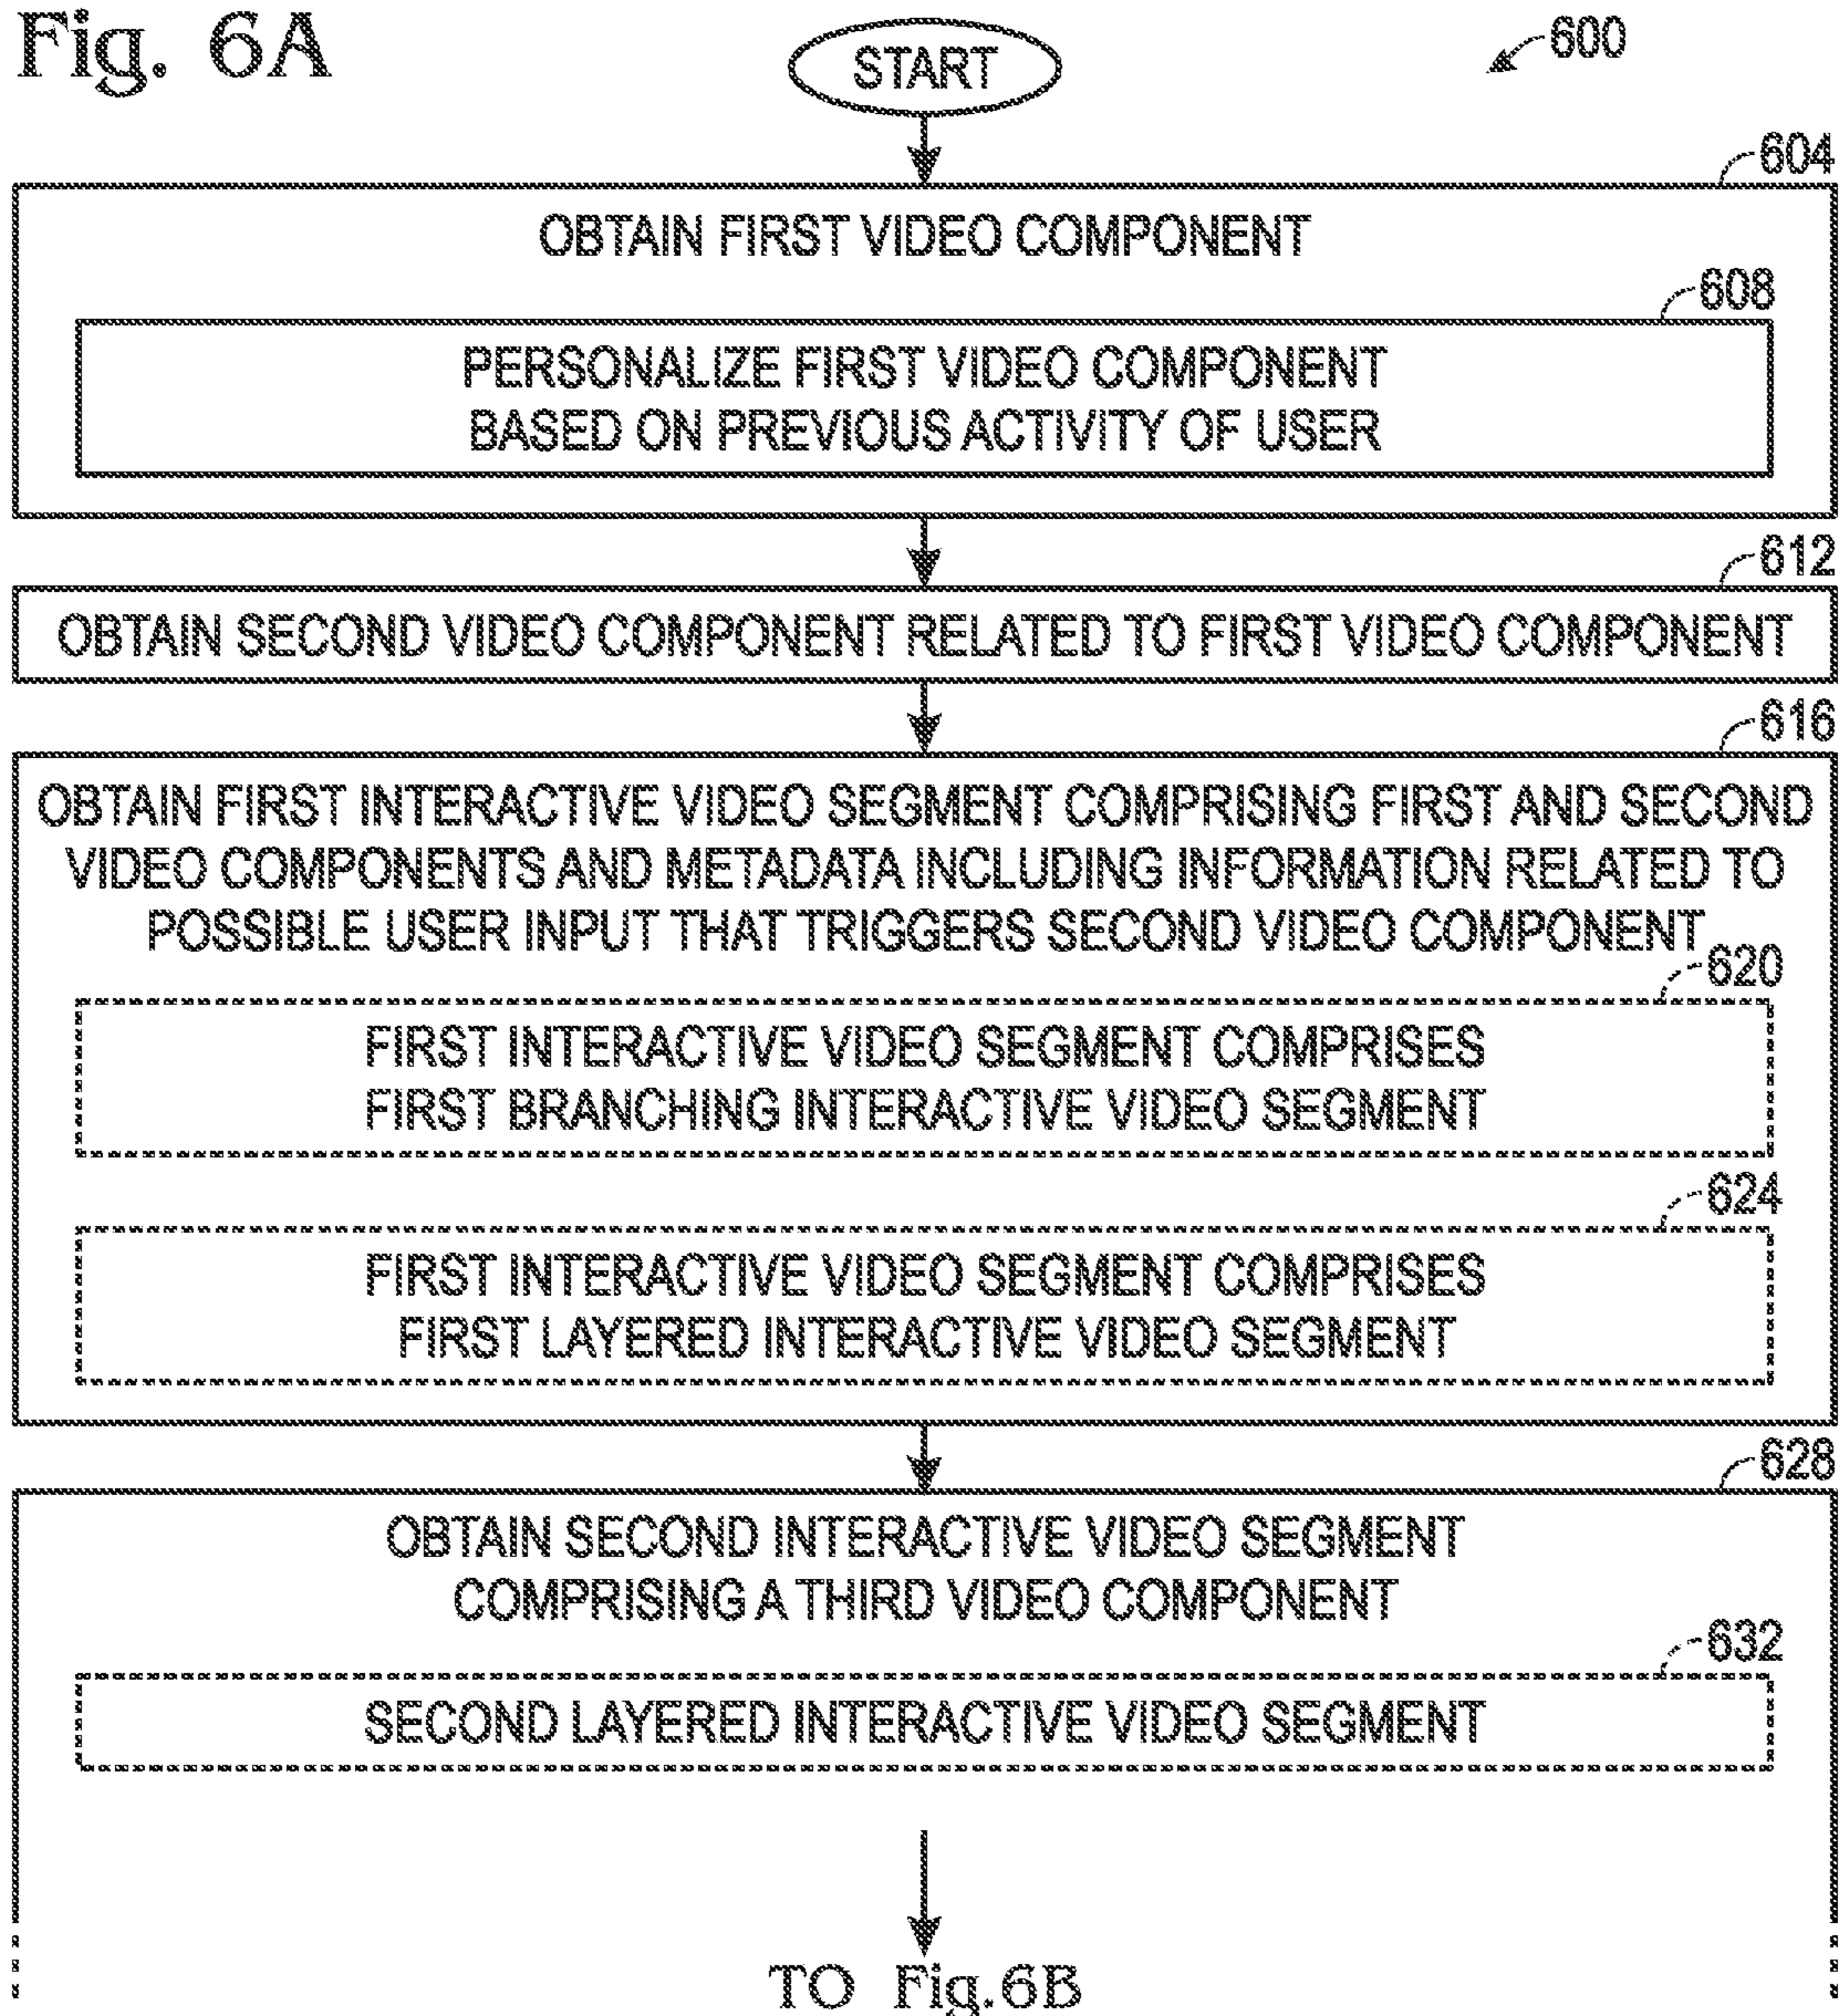 Fig. 6A
START
600
604
OBTAIN FIRST VIDEO COMPONENT
608
PERSONALIZE FIRST VIDEO COMPONENT
BASED ON PREVIOUS ACTIVITY OF USER
612
OBTAIN SECOND VIDEO COMPONENT RELATED TO FIRST VIDEO COMPONENT
616
OBTAIN FIRST INTERACTIVE VIDEO SEGMENT COMPRISING FIRST AND SECOND
VIDEO COMPONENTS AND METADATA INCLUDING INFORMATION RELATED TO
POSSIBLE USER INPUT THAT TRIGGERS SECOND VIDEO COMPONENT
620
FIRST INTERACTIVE VIDEO SEGMENT COMPRISES
FIRST BRANCHING INTERACTIVE VIDEO SEGMENT
624
FIRST INTERACTIVE VIDEO SEGMENT COMPRISES
FIRST LAYERED INTERACTIVE VIDEO SEGMENT
628
OBTAIN SECOND INTERACTIVE VIDEO SEGMENT
COMPRISING A THIRD VIDEO COMPONENT
632
SECOND LAYERED INTERACTIVE VIDEO SEGMENT
TO Fig.6B